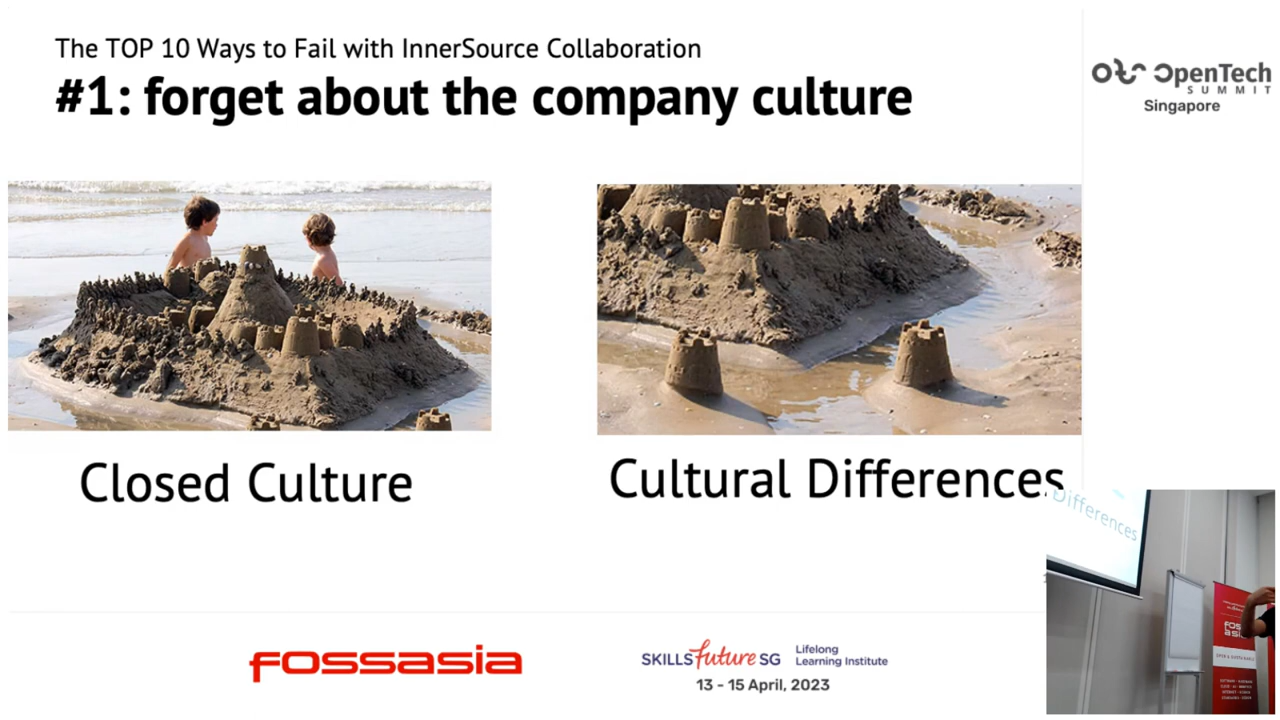 The TOP 10 Ways to Fail with InnerSource Collaboration
#1: forget about the company culture
OpenTech
SUMMIT
Singapore
Closed Culture
Cultural Differences
Differences
fossasia
SKILLSfuture SG
Lifelong
Learning Institute
13 - 15 April, 2023